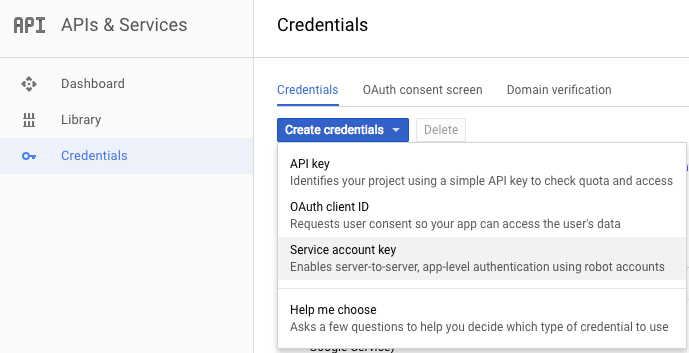 API APIs & Services
Credentials
Dashboard
Library
Credentials
Credentials OAuth consent screen Domain verification
Create credentials Delete
API key
Identifies your project using a simple API key to check quota and access
OAuth client ID
Requests user consent so your app can access the user's data
Service account key
Enables server-to-server, app-level authentication using robot accounts
Help me choose
Asks a few questions to help you decide which type of credential to use